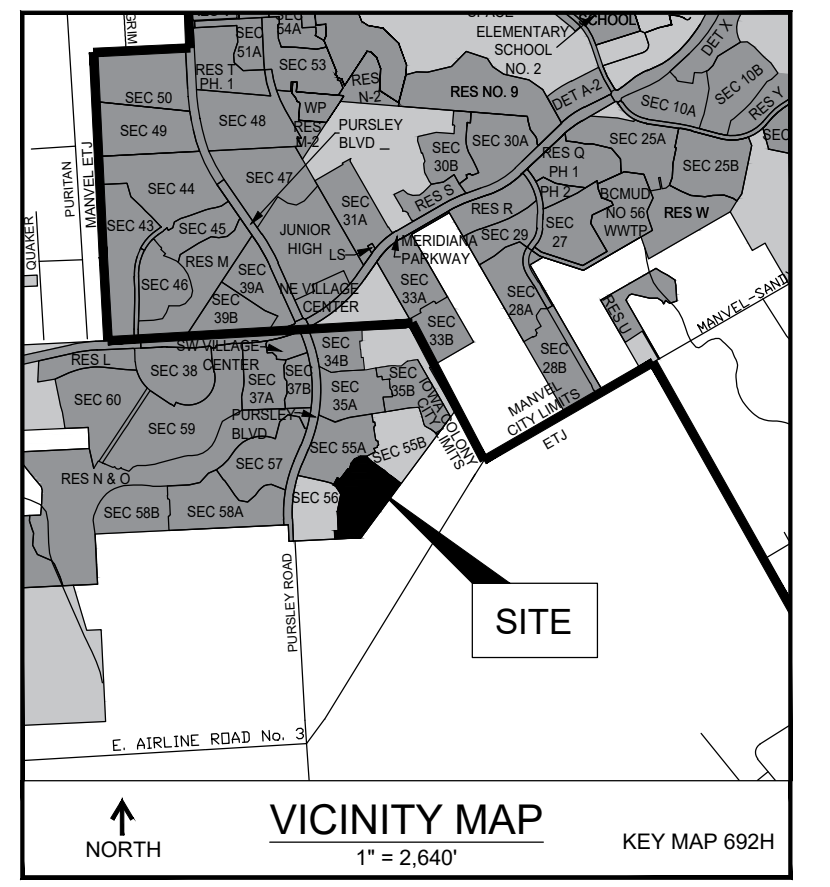 GRIM
SEC
51A
SEC
54A
SPACE
ELEMENTARY
SCHOOL
NO. 2
SCHOOL
DET X
SEC 50
RES T
PH. 1
SEC 53
RES
N-2
RES NO. 9
DET A-2
SEC 10A
SEC 10B
RES Y
SEC 49
SEC 48
WP
RES
M-2
PURSLEY
BLVD
SEC
30B
SEC 30A
SEC 25A
SEC
RES Q
PH 1
PH 2
SEC 25B
PURITAN
MANVEL ETJ
SEC 44
SEC 47
SEC
31A
RES S
RES R
BCMUD
NO 56
WWTP
RES W
QUAKER
SEC 43
SEC 45
JUNIOR
HIGH
LS
MERIDIANA
PARKWAY
SEC 29
SEC
27
RES M
SEC 46
SEC
39A
SEC
39B
NE VILLAGE
CENTER
SEC
33A
SEC
33B
SEC
28A
SEC
28B
RES U
MANVEL-SAND
RES L
SW VILLAGE
CENTER
SEC
34B
SEC 38
SEC
37A
SEC
37B
SEC
35A
SEC
35B
IOWA COLONY
CITY LIMITS
MANVEL
CITY LIMITS
ETJ
SEC 60
SEC 59
PURSLEY
BLVD
SEC 55A
SEC 55B
SEC 57
RES N & O
SEC 56
SEC 58B
SEC 58A
PURSLEY ROAD
SITE
E. AIRLINE ROAD No. 3
NORTH
VICINITY MAP
1" = 2,640'
KEY MAP 692H